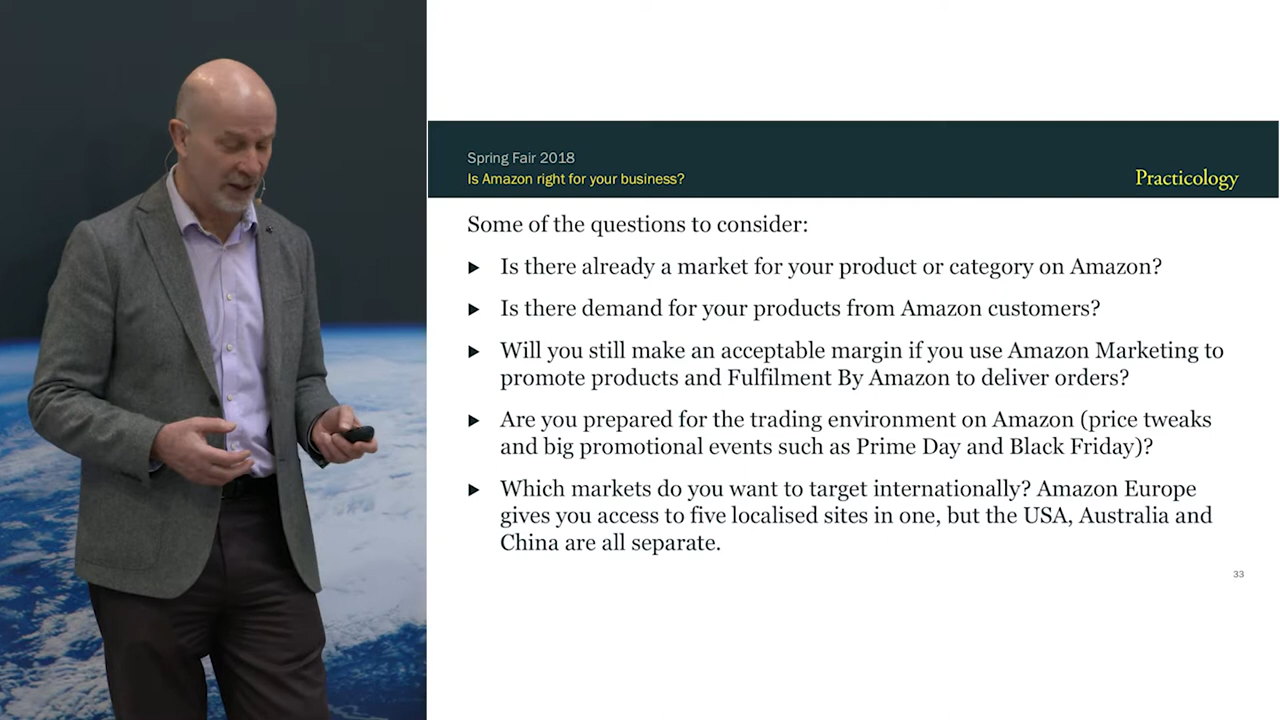 Spring Fair 2018
Is Amazon right for your business?
Practicology
Some of the questions to consider:
Is there already a market for your product or category on Amazon?
Is there demand for your products from Amazon customers?
Will you still make an acceptable margin if you use Amazon Marketing to
promote products and Fulfilment By Amazon to deliver orders?
Are you prepared for the trading environment on Amazon (price tweaks
and big promotional events such as Prime Day and Black Friday)?
Which markets do you want to target internationally? Amazon Europe
gives you access to five localised sites in one, but the USA, Australia and
China are all separate.
33